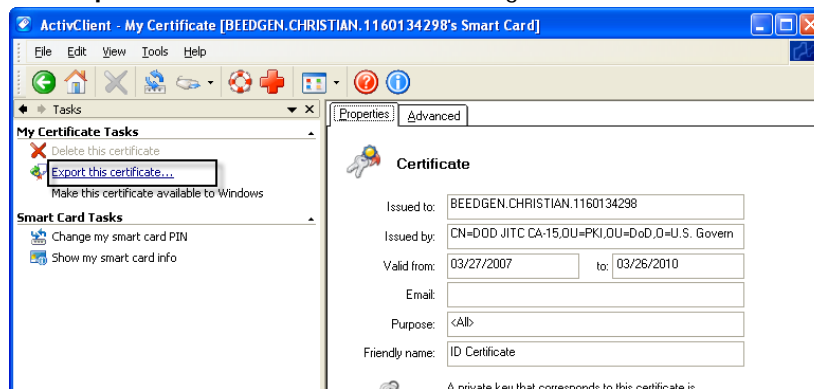 ActivClient - My Certificate [BEEDGEN.CHRISTIAN.1160134298's Smart Card]
File Edit View Tools Help
Tasks
My Certificate Tasks
Delete this certificate
Export this certificate...
Make this certificate available to Windows
Smart Card Tasks
Change my smart card PIN
Show my smart card info
Properties Advanced
Certificate
Issued to: BEEDGEN.CHRISTIAN.1160134298
Issued by: CN=DOD JITC CA-15,OU=PKI,OU=DoD,O=U.S. Govern
Valid from: 03/27/2007 to: 03/26/2010
Email:
Purpose: <All>
Friendly name: ID Certificate
A private key that corresponds to this certificate is